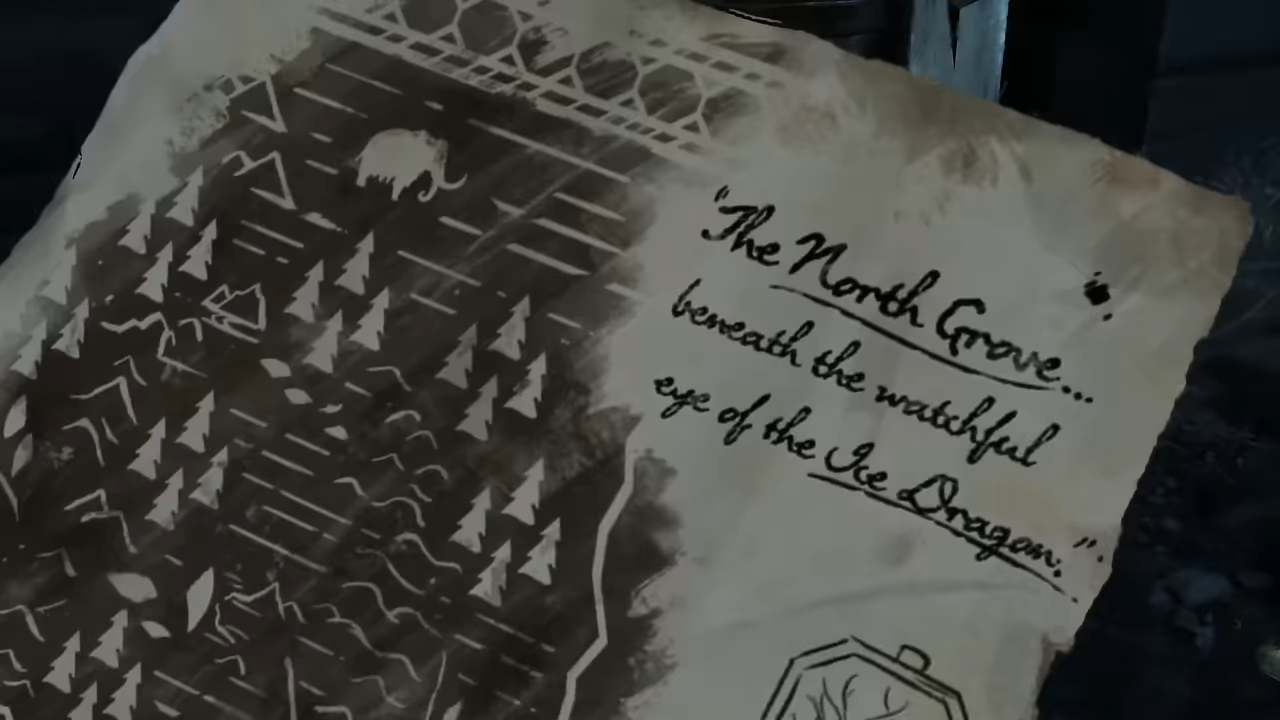 "The North Grove...
beneath the watchful
eye of the Ice Dragon."